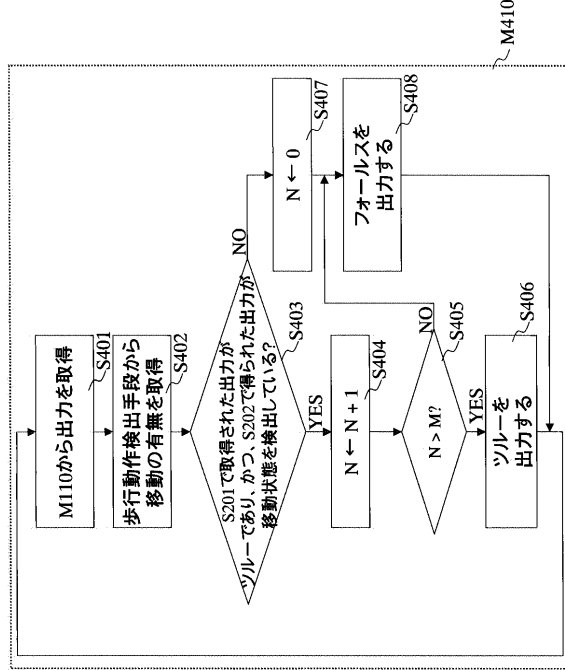 M410
M110から出力を取得
S401
歩行動作検出手段から
移動の有無を取得
S402
S201で取得された出力が
ツルーであり、かつ、S202で得られた出力が
移動状態を検出している?
S403
NO
YES
N ← 0
S407
N ← N + 1
S404
フォールスを
出力する
S408
N > M?
S405
NO
YES
ツルーを
出力する
S406